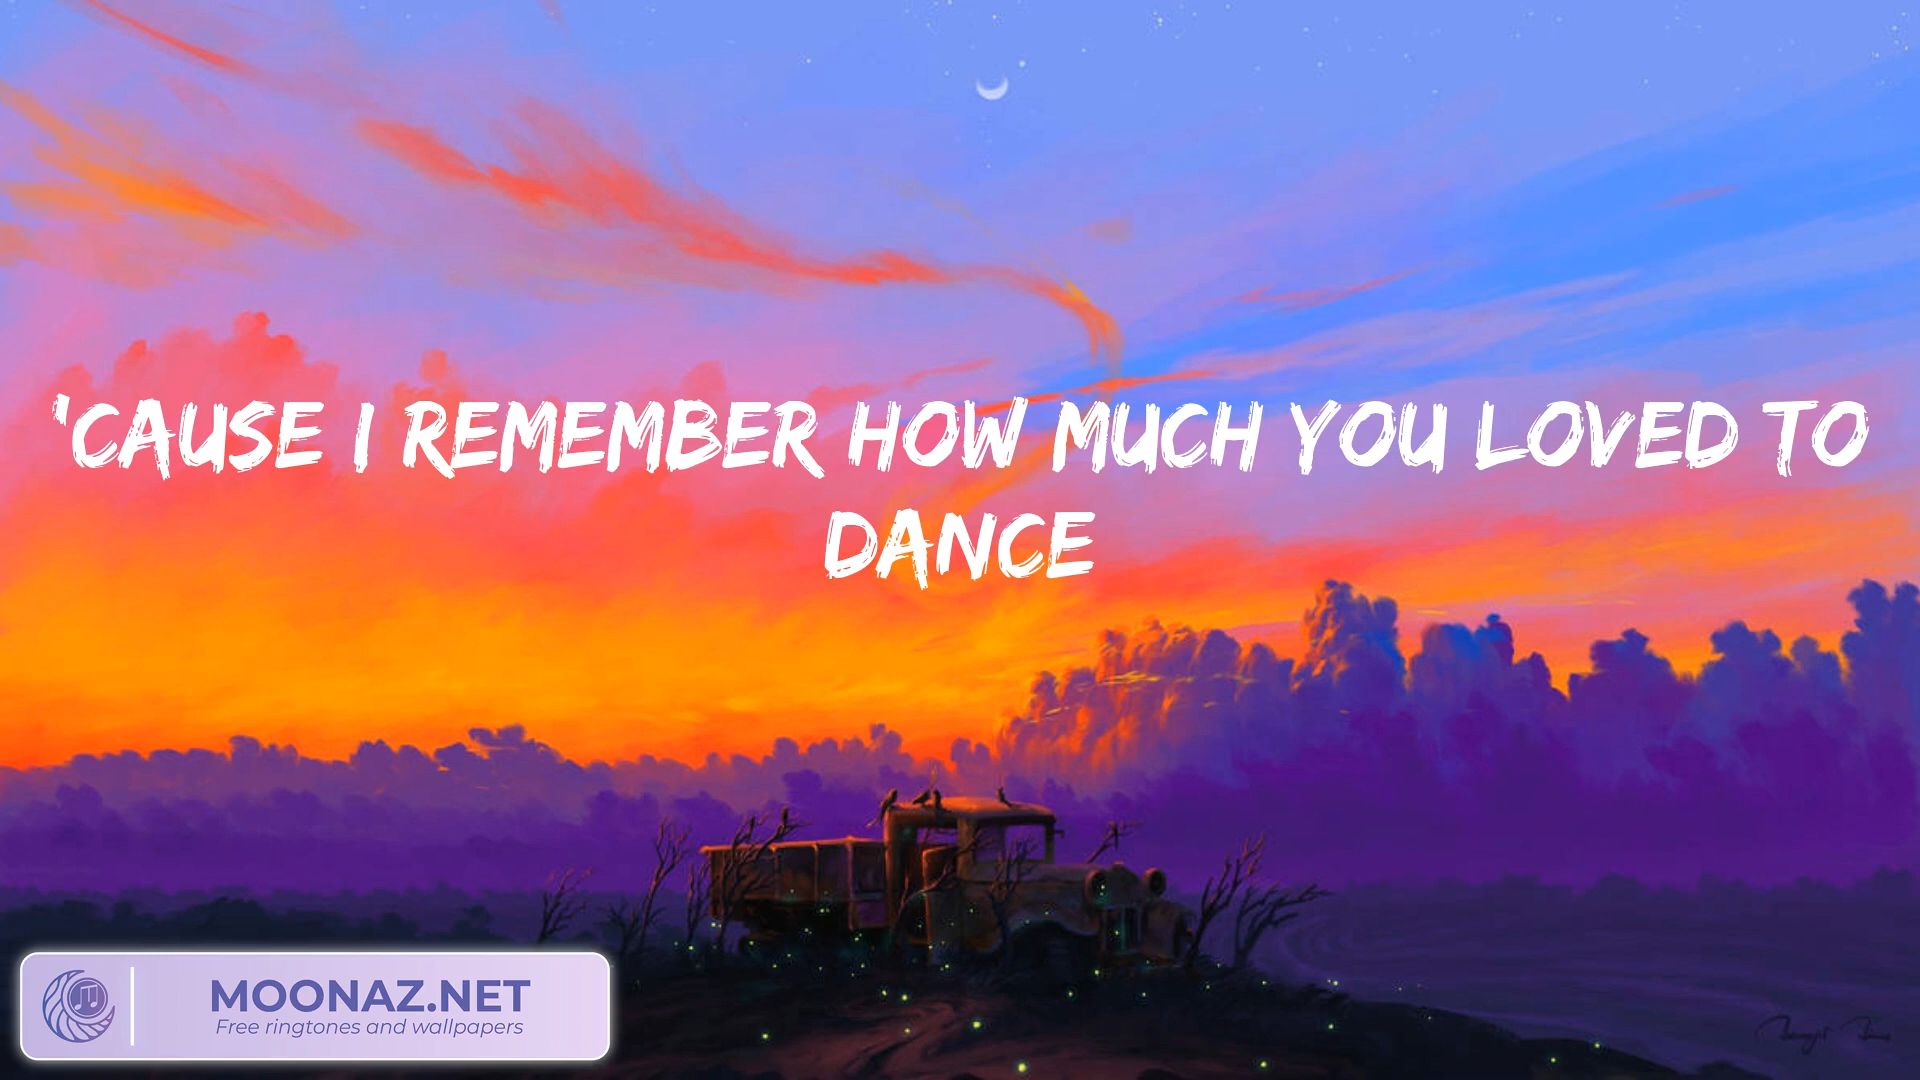 'CAUSE I REMEMBER HOW MUCH YOU LOVED TO
DANCE
MOONAZ.NET
Free ringtones and wallpapers